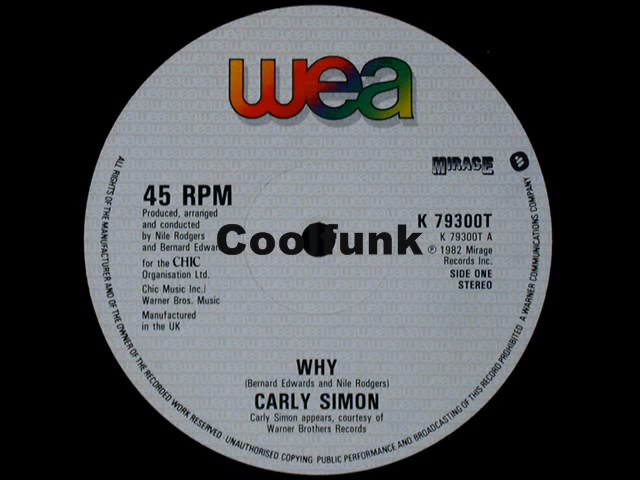 wea
MIRAGE
45 RPM
Produced, arranged
and conducted
by Nile Rodgers
and Bernard Edwar
for the CHIC
Organisation Ltd.
Chic Music Inc./
Warner Bros. Music
Manufactured
in the UK
CoolFunk
K 79300T
K 79300T A
℗ 1982 Mirage
Records Inc.
SIDE ONE
STEREO
WHY
(Bernard Edwards and Nile Rodgers)
CARLY SIMON
Carly Simon appears, courtesy of
Warner Brothers Records
ALL RIGHTS OF THE MANUFACTURER AND OF THE OWNER OF THE RECORDED WORK RESERVED. UNAUTHORISED COPYING PUBLIC PERFORMANCE AND BROADCASTING OF THIS RECORD PROHIBITED. A WARNER COMMUNICATIONS COMPANY